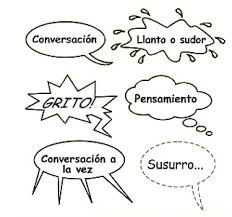 Conversación
Llanto o sudor
¡GRITO!
Pensamiento
Conversación a
la vez
Susurro...